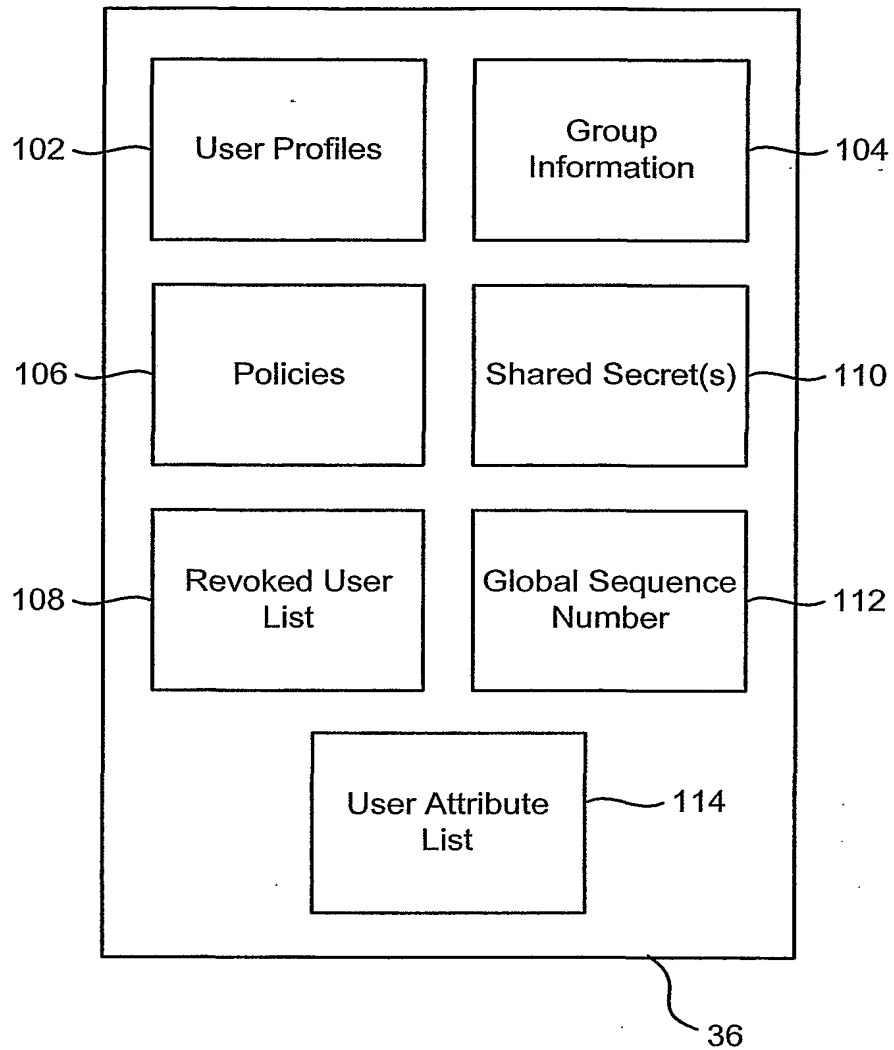 102
User Profiles
Group
Information
104
106
Policies
Shared Secret(s)
110
108
Revoked User
List
Global Sequence
Number
112
User Attribute
List
114
36